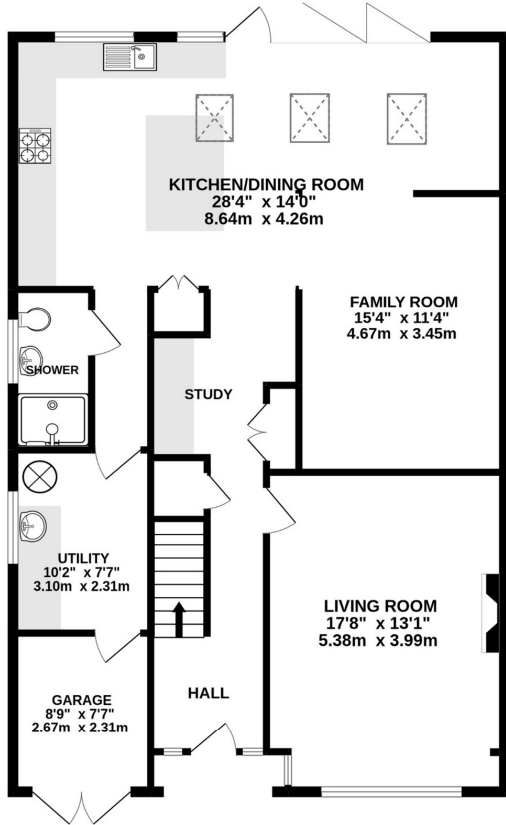 KITCHEN/DINING ROOM
28'4" x 14'0"
8.64m x 4.26m
FAMILY ROOM
15'4" x 11'4"
4.67m x 3.45m
SHOWER
STUDY
UTILITY
10'2" x 7'7"
3.10m x 2.31m
LIVING ROOM
17'8" x 13'1"
5.38m x 3.99m
HALL
GARAGE
8'9" x 7'7"
2.67m x 2.31m